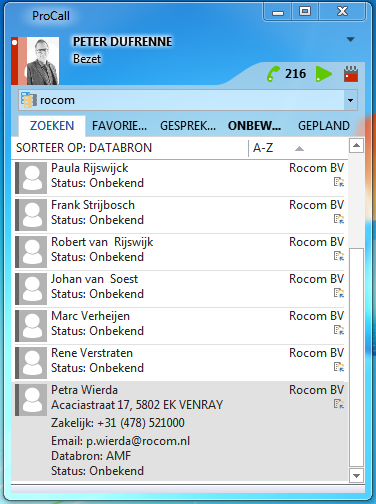 ProCall
PETER DUFRENNE
Bezet
216
rocom
ZOEKEN FAVORIE... GESPREK... ONBEW... GEPLAND
SORTEER OP: DATABRON A-Z
Paula Rijswijck Rocom BV
Status: Onbekend
Frank Strijbosch Rocom BV
Status: Onbekend
Robert van  Rijswijk Rocom BV
Status: Onbekend
Johan van  Soest Rocom BV
Status: Onbekend
Marc Verheijen Rocom BV
Status: Onbekend
Rene Verstraten Rocom BV
Status: Onbekend
Petra Wierda Rocom BV
Acaciastraat 17, 5802 EK VENRAY
Zakelijk: +31 (478) 521000
Email: p.wierda@rocom.nl
Databron: AMF
Status: Onbekend